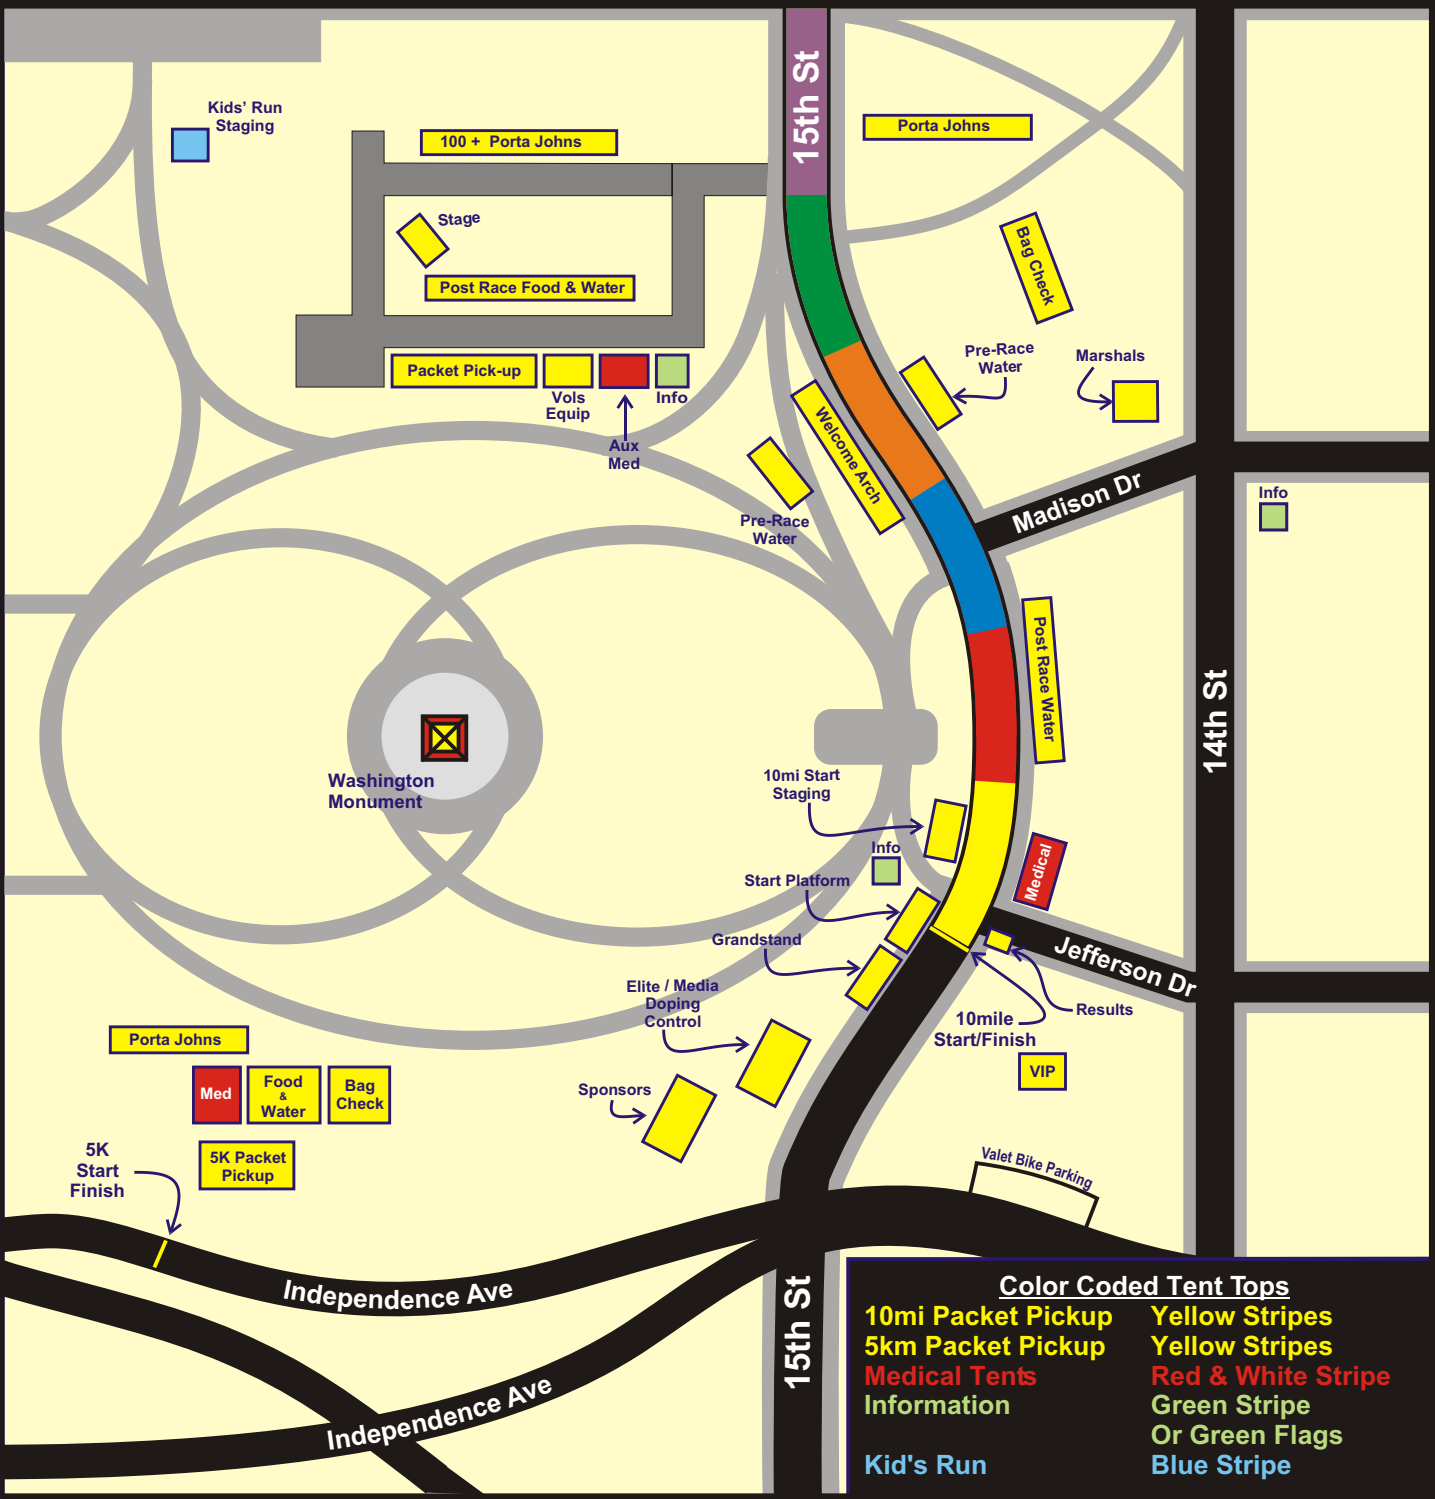 15th St
Kids’ Run
Staging
100 + Porta Johns
Porta Johns
Stage
Post Race Food & Water
Bag Check
Packet Pick-up
Vols
Equip
Info
Aux
Med
Pre-Race
Water
Marshals
Welcome Arch
Pre-Race
Water
Madison Dr
Info
Post Race Water
14th St
Washington
Monument
10mi Start
Staging
Info
Medical
Start Platform
Grandstand
Jefferson Dr
Elite / Media
Doping
Control
Results
10mile
Start/Finish
VIP
Sponsors
Porta Johns
Med
Food
&
Water
Bag
Check
5K Packet
Pickup
5K
Start
Finish
Valet Bike Parking
Independence Ave
Independence Ave
15th St
Color Coded Tent Tops
10mi Packet Pickup Yellow Stripes
5km Packet Pickup Yellow Stripes
Medical Tents Red & White Stripe
Information Green Stripe
Or Green Flags
Kid's Run Blue Stripe